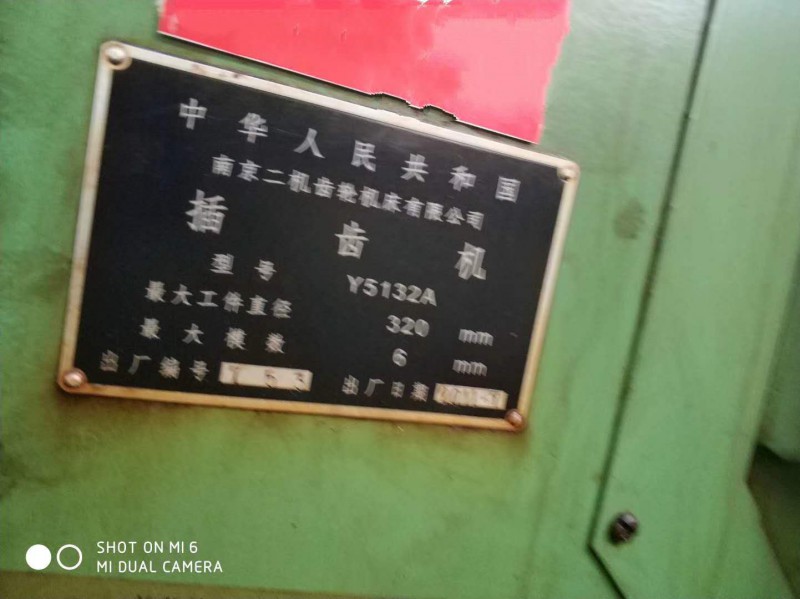 中华人民共和国
南京二机齿轮机床有限公司
插齿机
型号 Y5132A
最大工件直径 320 mm
最大模数 6 mm
出厂编号 出厂日期
SHOT ON MI 6
MI DUAL CAMERA